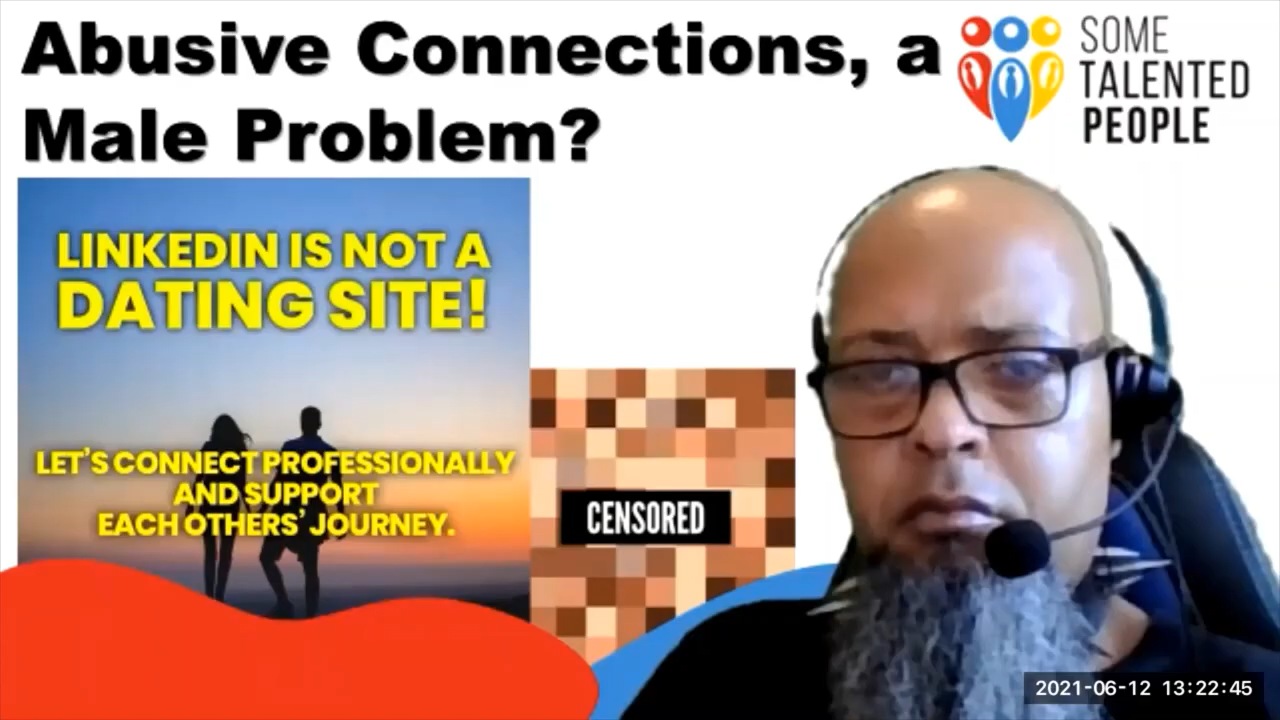 Abusive Connections, a
Male Problem?
SOME
TALENTED
PEOPLE
LINKEDIN IS NOT A
DATING SITE!
LET'S CONNECT PROFESSIONALLY
AND SUPPORT
EACH OTHERS' JOURNEY.
CENSORED
2021-06-12 13:22:45